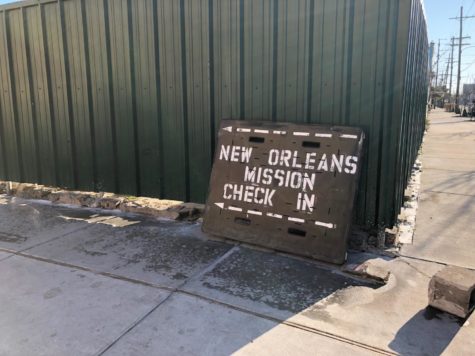 NEW ORLEANS
MISSION
CHECK IN